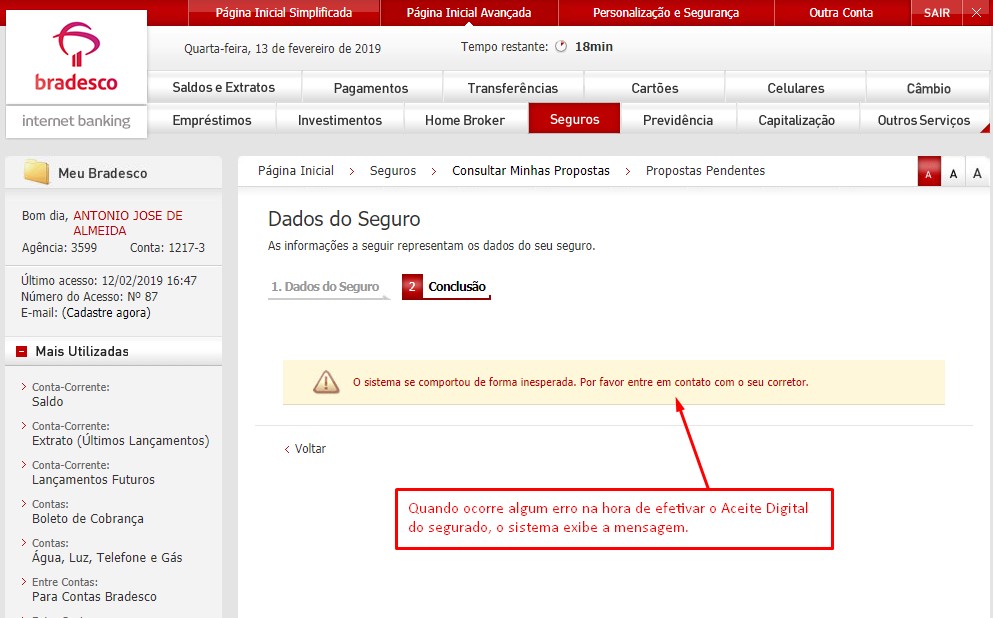 Página Inicial Simplificada Página Inicial Avançada Personalização e Segurança Outra Conta SAIR
bradesco
internet banking
Quarta-feira, 13 de fevereiro de 2019 Tempo restante: 18min
Saldos e Extratos Pagamentos Transferências Cartões Celulares Câmbio
Empréstimos Investimentos Home Broker Seguros Previdência Capitalização Outros Serviços
Meu Bradesco
Bom dia, ANTONIO JOSE DE
ALMEIDA
Agência: 3599 Conta: 1217-3
Último acesso: 12/02/2019 16:47
Número do Acesso: Nº 87
E-mail: (Cadastre agora)
Mais Utilizadas
Conta-Corrente:
Saldo
Conta-Corrente:
Extrato (Últimos Lançamentos)
Conta-Corrente:
Lançamentos Futuros
Contas:
Boleto de Cobrança
Contas:
Água, Luz, Telefone e Gás
Entre Contas:
Para Contas Bradesco
Página Inicial > Seguros > Consultar Minhas Propostas > Propostas Pendentes
A A A
Dados do Seguro
As informações a seguir representam os dados do seu seguro.
1. Dados do Seguro 2 Conclusão
O sistema se comportou de forma inesperada. Por favor entre em contato com o seu corretor.
Voltar
Quando ocorre algum erro na hora de efetivar o Aceite Digital
do segurado, o sistema exibe a mensagem.